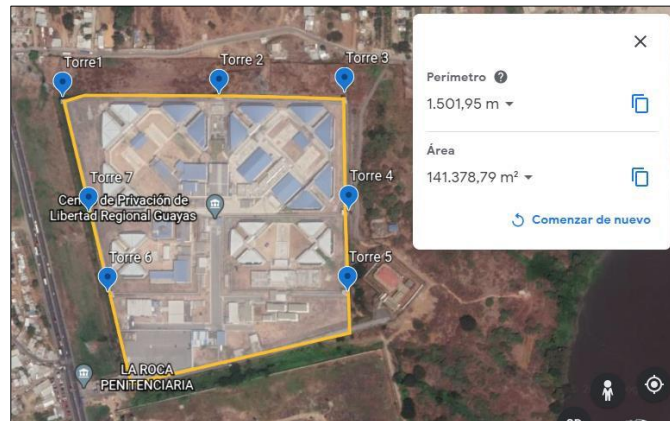 Torre1
Torre 2
Torre 3
Torre 7
Torre 4
Centro de Privación de
Libertad Regional Guayas
Torre 6
Torre 5
LA ROCA
PENITENCIARIA
Perímetro
1.501,95 m
Área
141.378,79 m²
Comenzar de nuevo